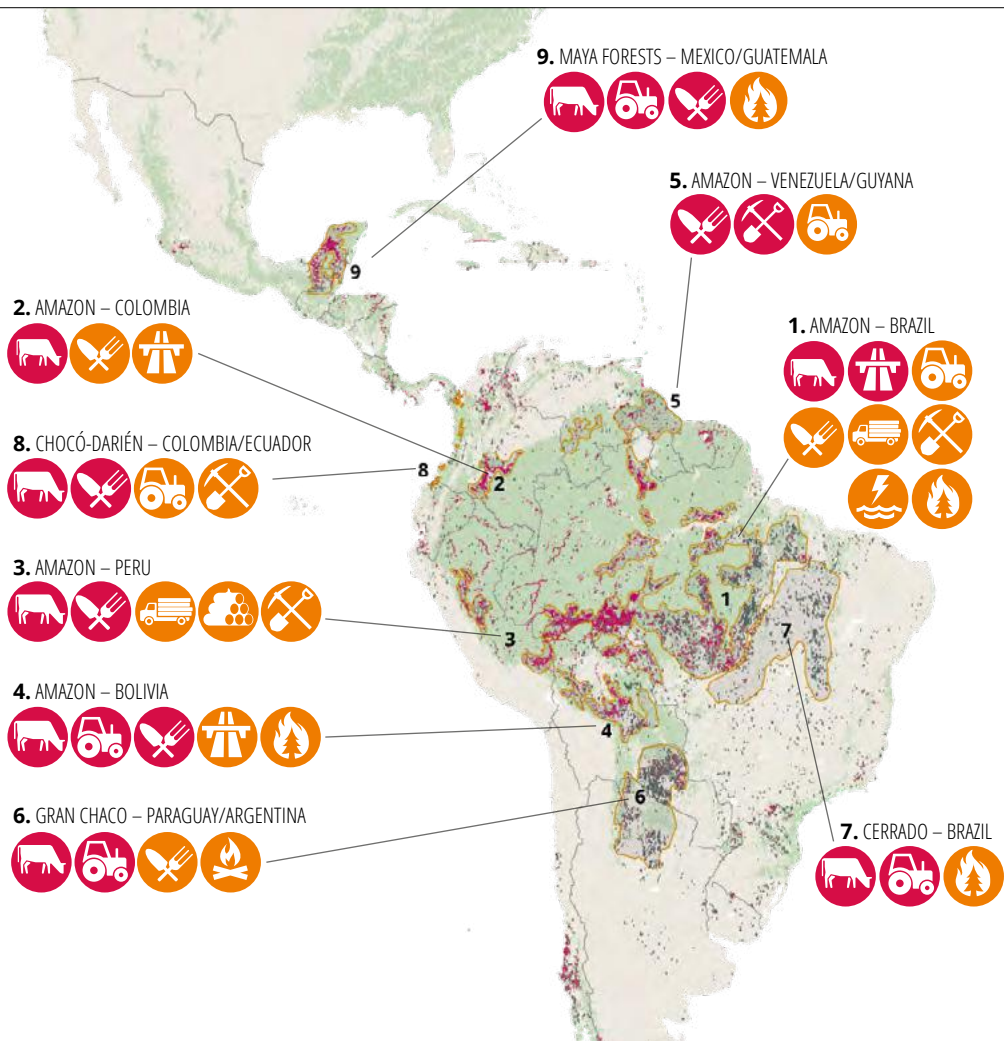 9. MAYA FORESTS – MEXICO/GUATEMALA
5. AMAZON – VENEZUELA/GUYANA
9
2. AMAZON – COLOMBIA
1. AMAZON – BRAZIL
5
8. CHOCÓ-DARIÉN – COLOMBIA/ECUADOR
8
2
3. AMAZON – PERU
1
3
7
4. AMAZON – BOLIVIA
4
6. GRAN CHACO – PARAGUAY/ARGENTINA
6
7. CERRADO – BRAZIL